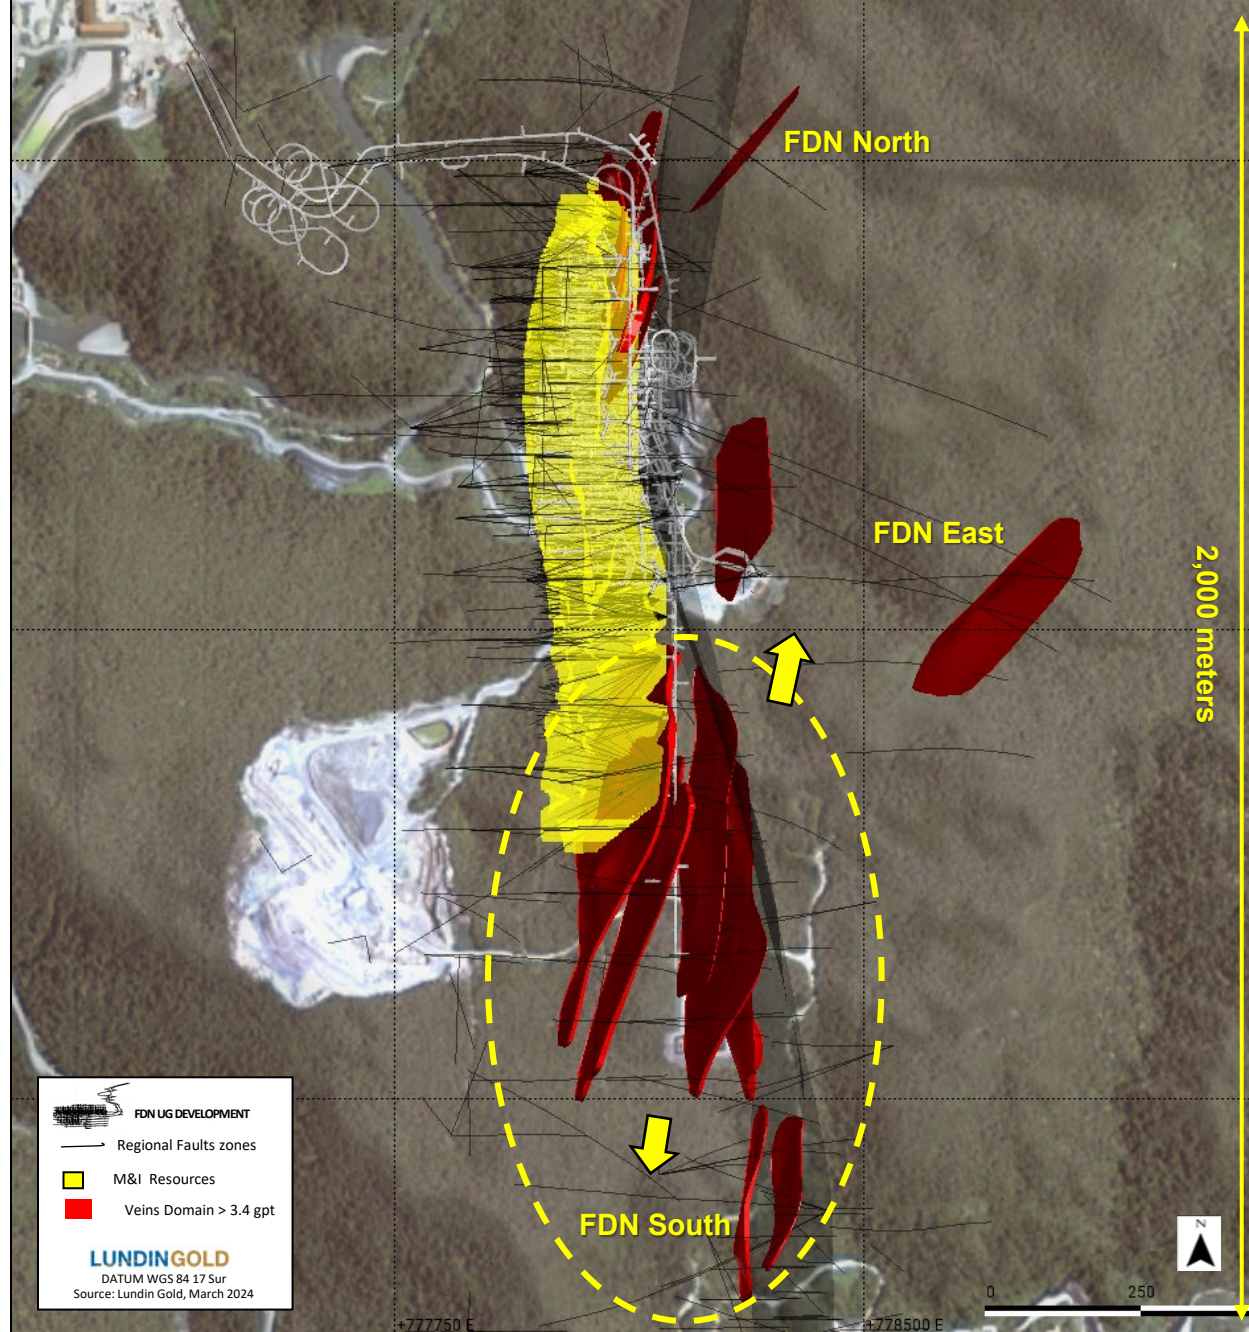 FDN North
FDN East
2,000 meters
FDN South
FDN UG DEVELOPMENT
Regional Faults zones
M&I Resources
Veins Domain > 3.4 gpt
LUNDINGOLD
DATUM WGS 84 17 Sur
Source: Lundin Gold, March 2024
N
0 250
+777750 E
+778500 E